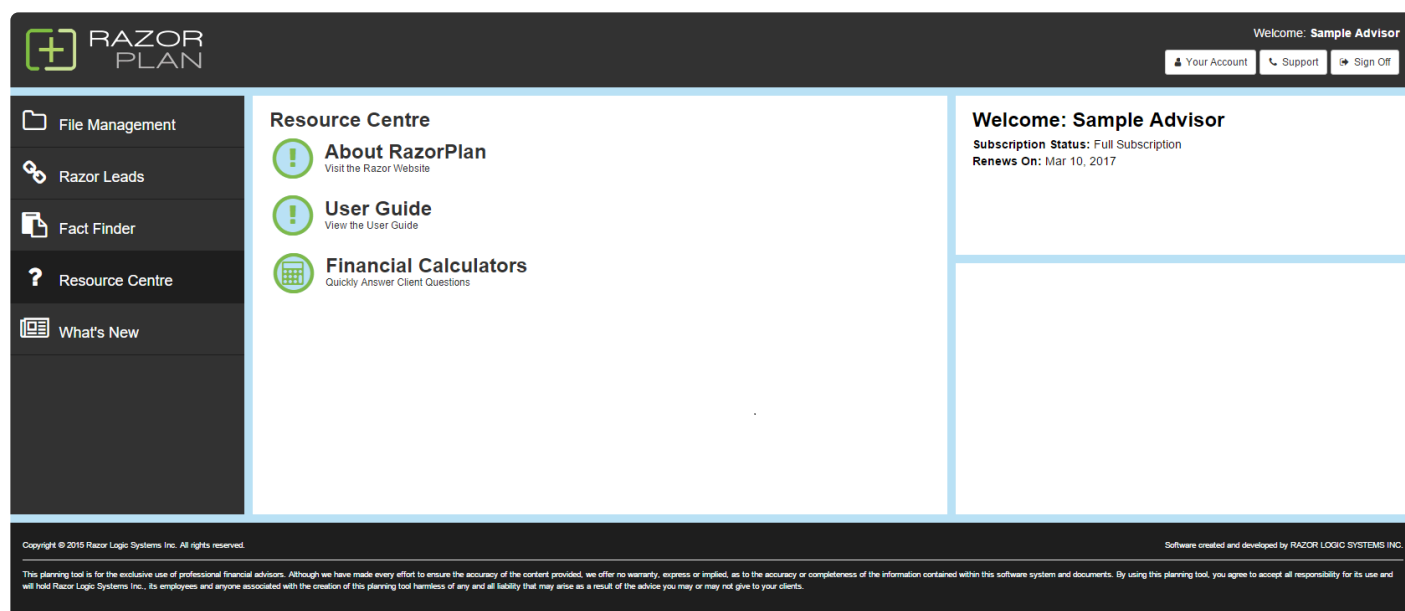 RAZOR
PLAN
Welcome: Sample Advisor
Your Account
Support
Sign Off
File Management
Razor Leads
Fact Finder
Resource Centre
What's New
Resource Centre
About RazorPlan
Visit the Razor Website
User Guide
View the User Guide
Financial Calculators
Quickly Answer Client Questions
Welcome: Sample Advisor
Subscription Status: Full Subscription
Renews On: Mar 10, 2017
Copyright © 2015 Razor Logic Systems Inc. All rights reserved.
Software created and developed by RAZOR LOGIC SYSTEMS INC.
This planning tool is for the exclusive use of professional financial advisors. Although we have made every effort to ensure the accuracy of the content provided, we offer no warranty, express or implied, as to the accuracy or completeness of the information contained within this software system and documents. By using this planning tool, you agree to accept all responsibility for its use and
will hold Razor Logic Systems Inc., its employees and anyone associated with the creation of this planning tool harmless of any and all liability that may arise as a result of the advice you may or may not give to your clients.